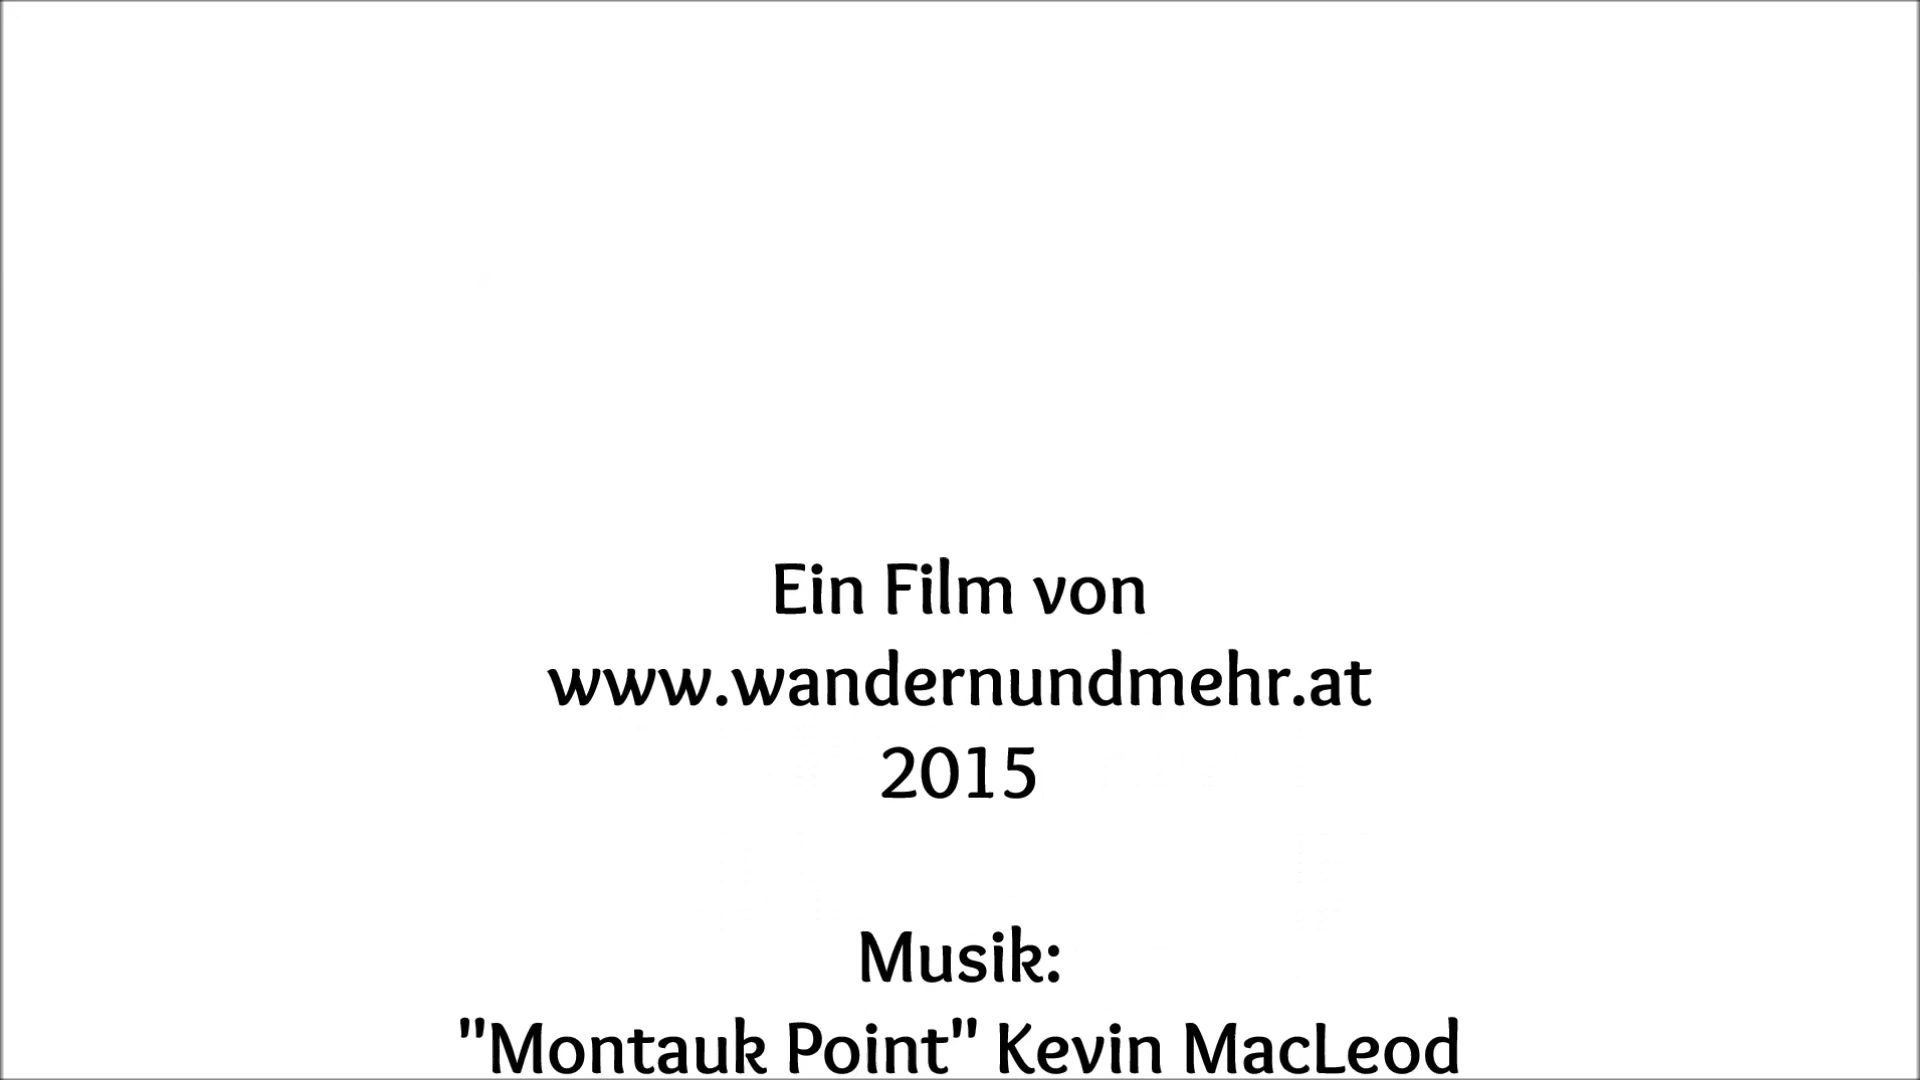 Ein Film von
www.wandernundmehr.at
2015
Musik:
"Montauk Point" Kevin MacLeod